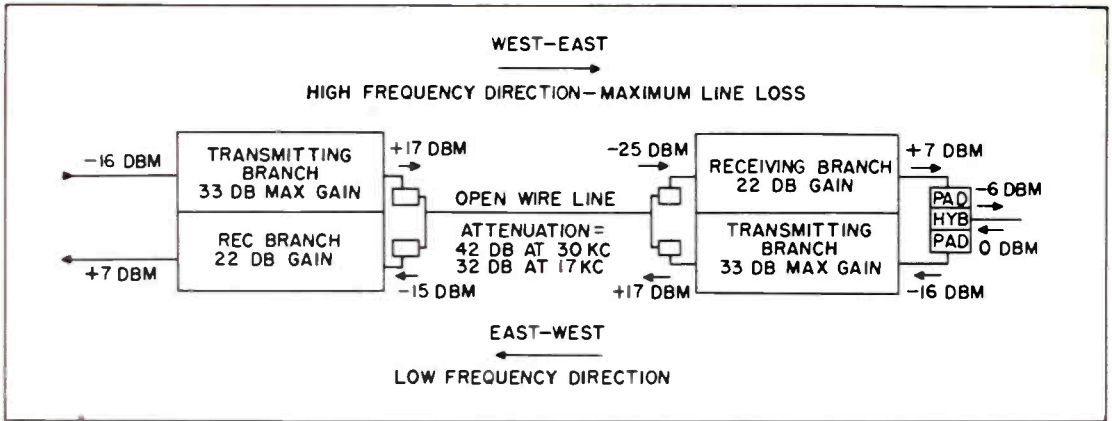 WEST–EAST
HIGH FREQUENCY DIRECTION–MAXIMUM LINE LOSS
-16 DBM
TRANSMITTING
BRANCH
33 DB MAX GAIN
+17 DBM
-25 DBM
RECEIVING BRANCH
22 DB GAIN
+7 DBM
PAD
-6 DBM
HYB
PAD
0 DBM
OPEN WIRE LINE
ATTENUATION=
42 DB AT 30 KC
32 DB AT 17 KC
REC BRANCH
22 DB GAIN
+7 DBM
-15 DBM
+17 DBM
TRANSMITTING
BRANCH
33 DB MAX GAIN
-16 DBM
EAST–WEST
LOW FREQUENCY DIRECTION